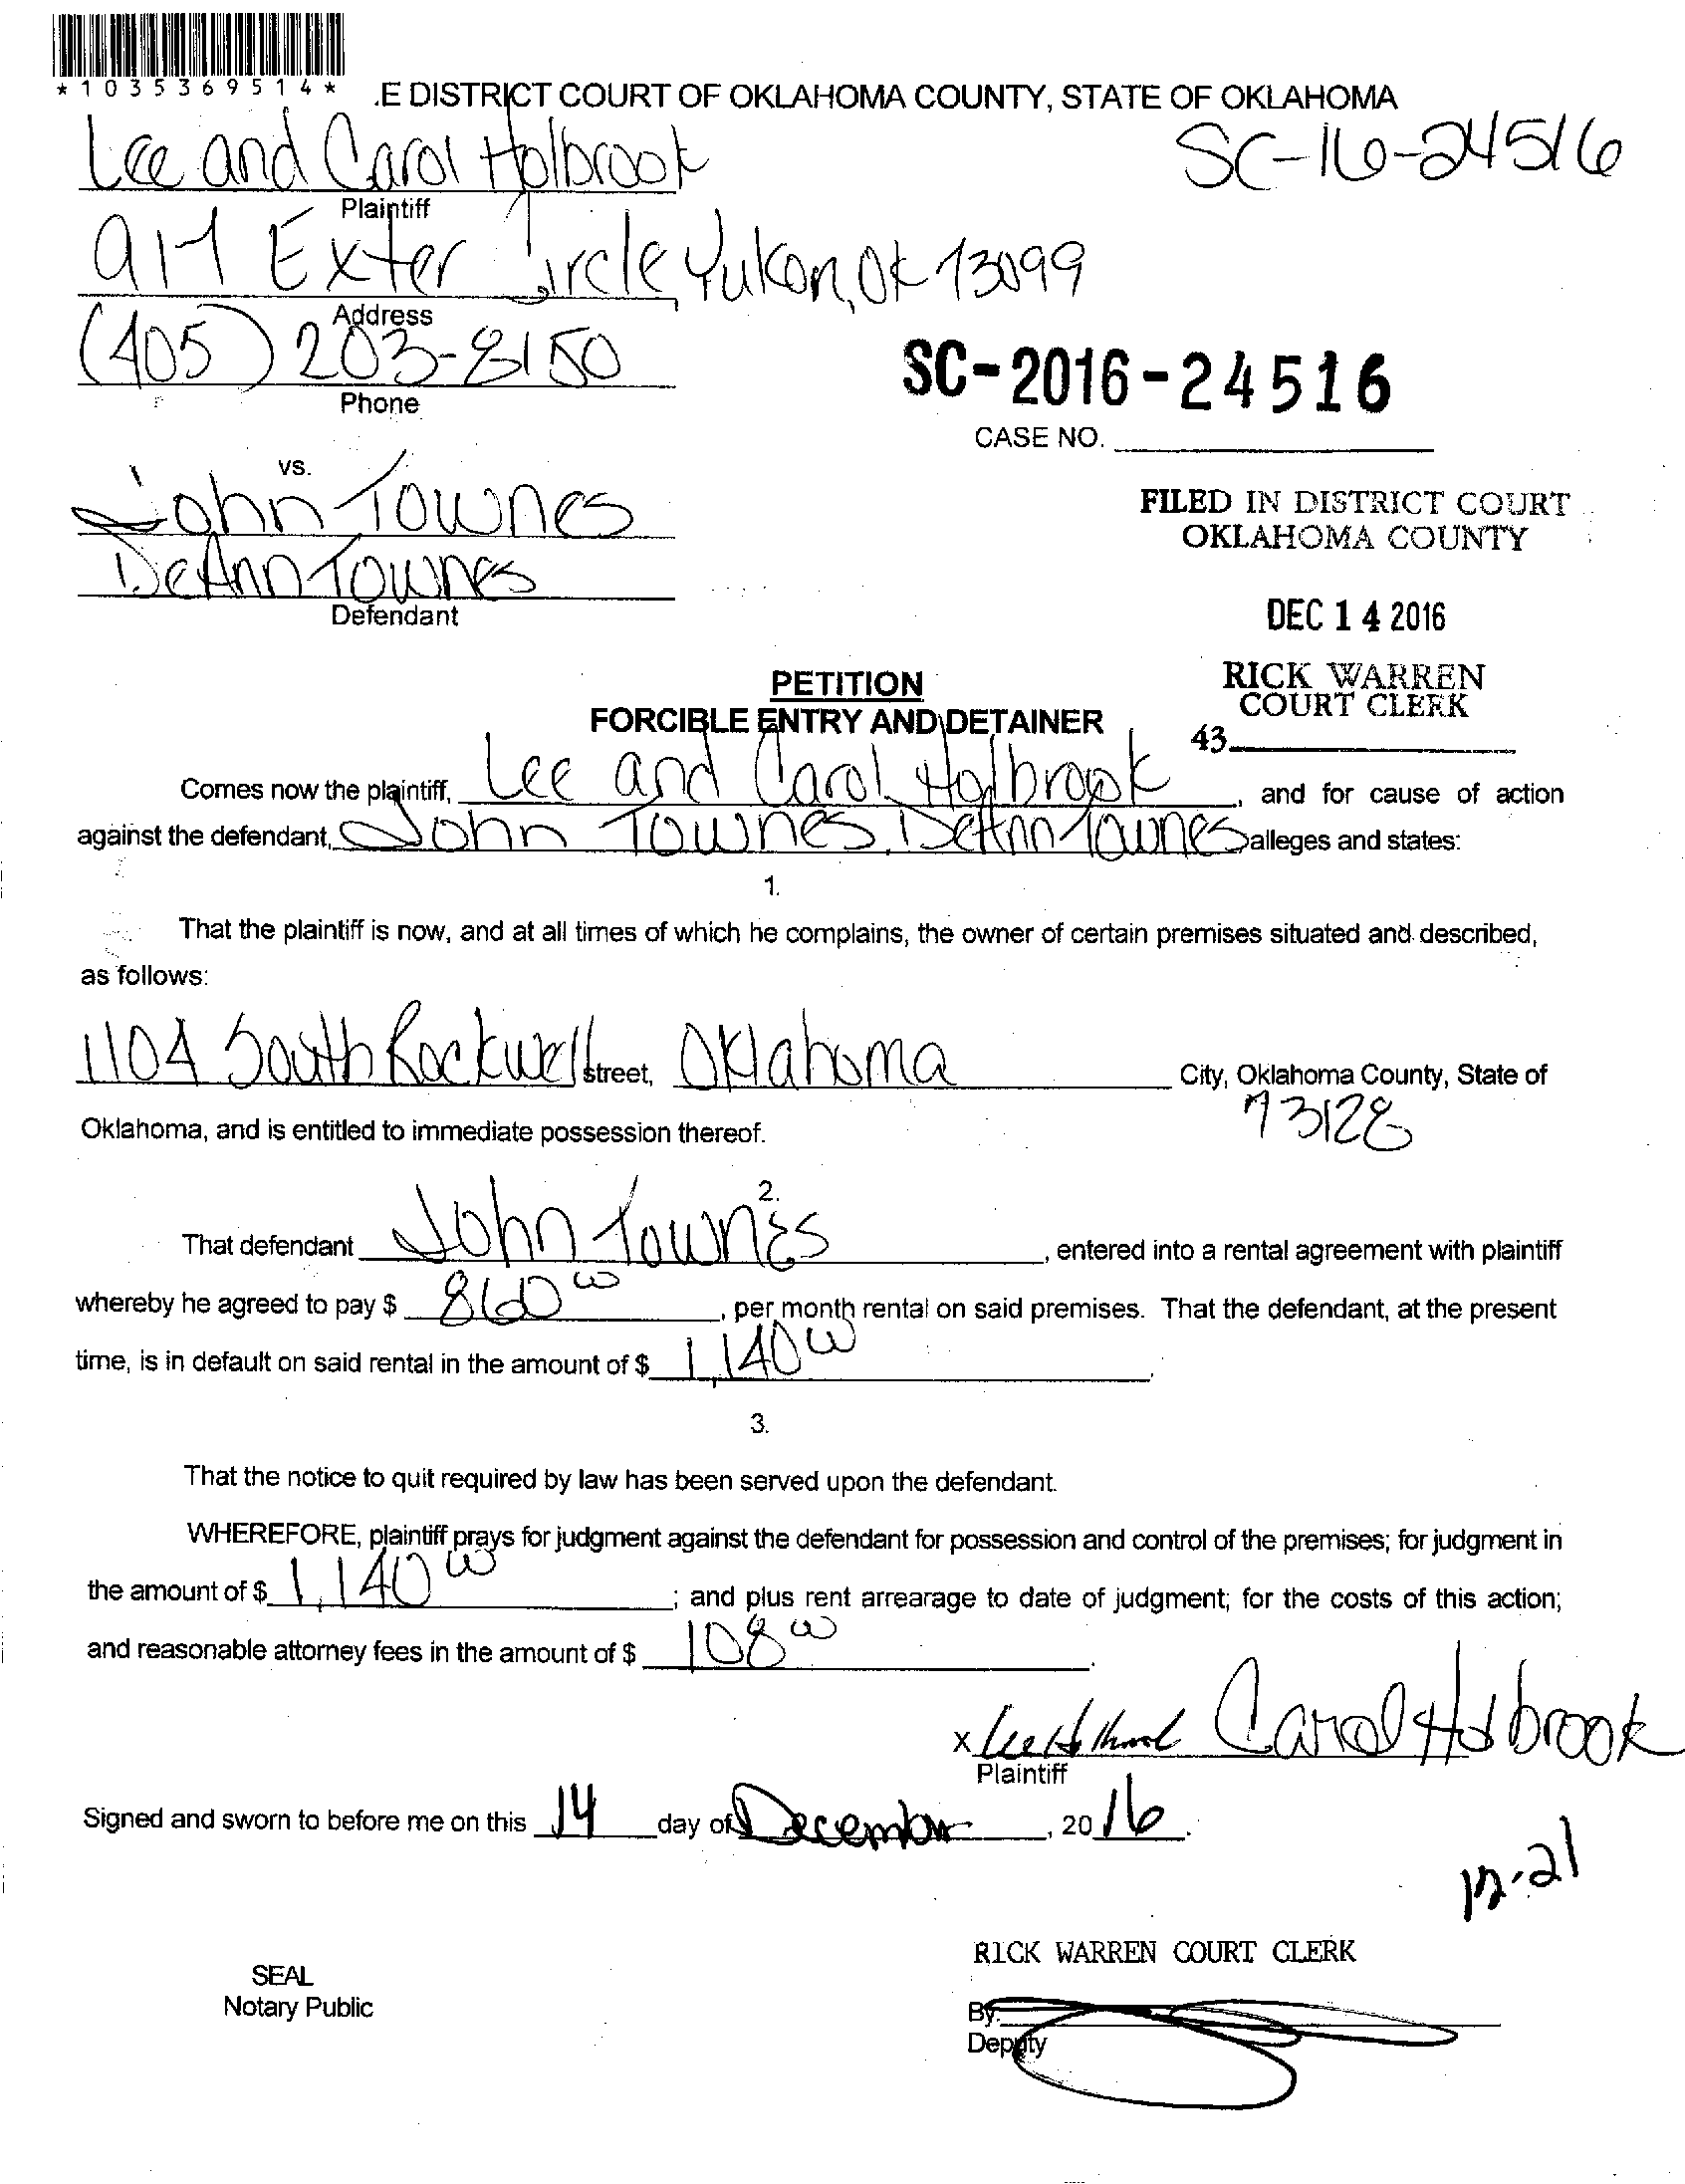 *1035369514*
.E DISTRICT COURT OF OKLAHOMA COUNTY, STATE OF OKLAHOMA
Lee and Carol Holbrook
SC-16-24516
Plaintiff
917 Exter Circle, Yukon, OK 73099
Address
(405) 203-8150
Phone
SC-2016-24516
CASE NO.
vs.
John Townes
DeAnn Townes
Defendant
FILED IN DISTRICT COURT
OKLAHOMA COUNTY
DEC 14 2016
RICK WARREN
COURT CLERK
43
PETITION
FORCIBLE ENTRY AND DETAINER
Comes now the plaintiff, Lee and Carol Holbrook, and for cause of action
against the defendant, John Townes, DeAnn Townes alleges and states:
1.
That the plaintiff is now, and at all times of which he complains, the owner of certain premises situated and described,
as follows:
1104 South Rockwell street, Oklahoma City, Oklahoma County, State of
73128
Oklahoma, and is entitled to immediate possession thereof.
2.
That defendant John Townes, entered into a rental agreement with plaintiff
whereby he agreed to pay $ 860 00, per month rental on said premises. That the defendant, at the present
time, is in default on said rental in the amount of $ 1,140 00.
3.
That the notice to quit required by law has been served upon the defendant.
WHEREFORE, plaintiff prays for judgment against the defendant for possession and control of the premises; for judgment in
the amount of $ 1,140 00; and plus rent arrearage to date of judgment; for the costs of this action;
and reasonable attorney fees in the amount of $ 108 00.
x Lee Holbrook Carol Holbrook
Plaintiff
Signed and sworn to before me on this 14 day of December, 2016.
12-21
RICK WARREN COURT CLERK
SEAL
Notary Public
By:
Deputy